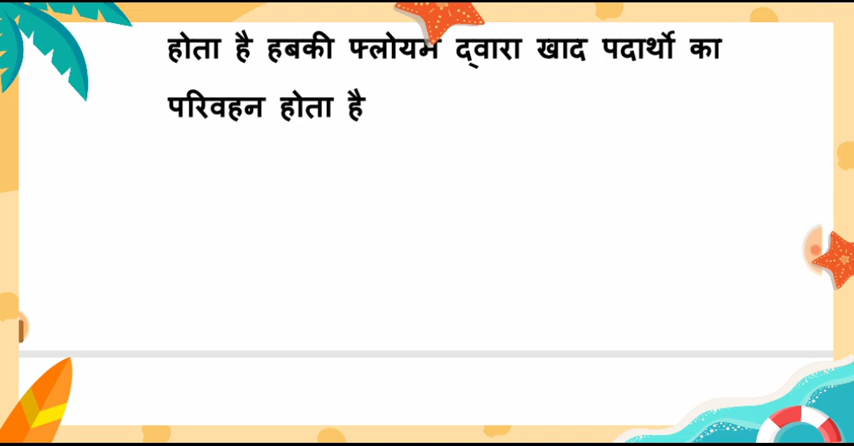 होता है हबकी फ्लोयम द्वारा खाद पदार्थो का
परिवहन होता है